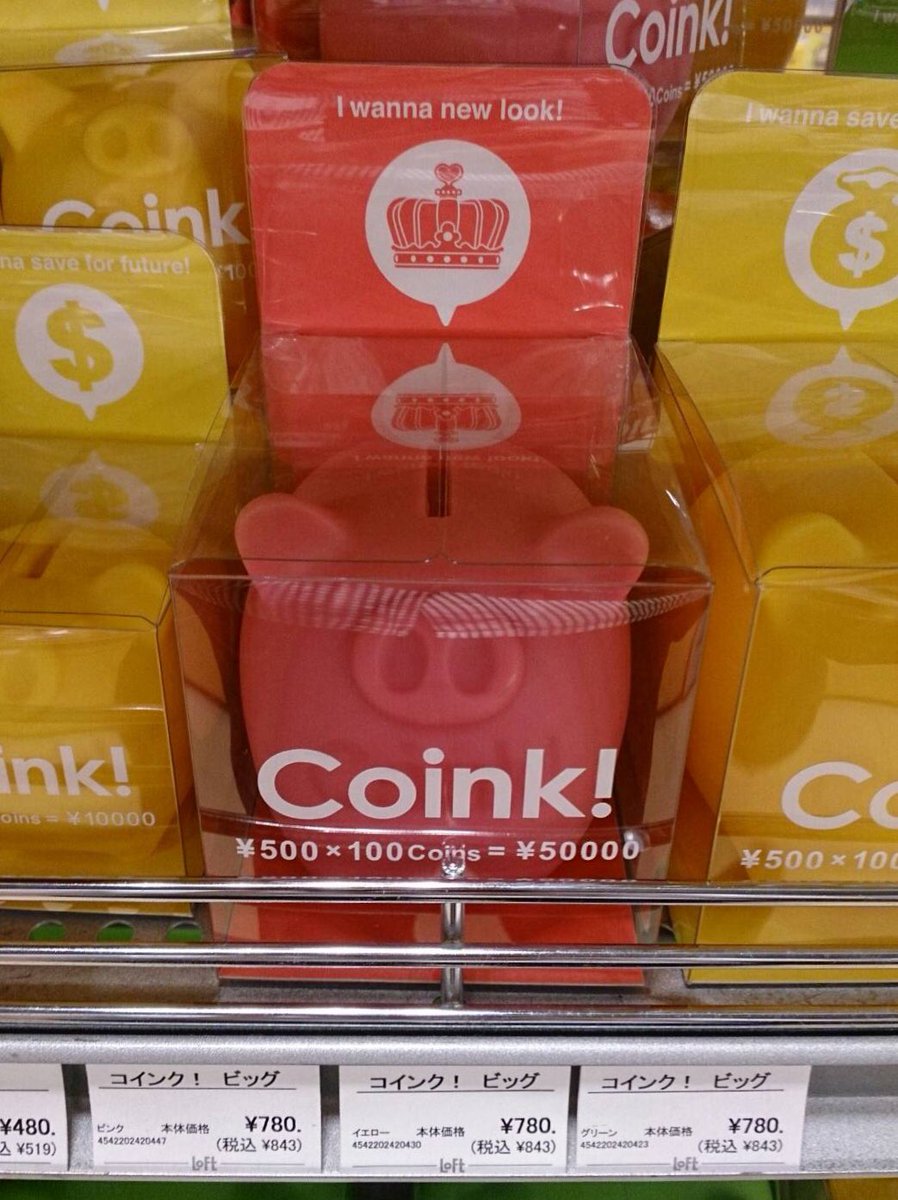 Coink!
Coins = ¥
I wanna new look!
I wanna save
Coink
na save for future!
$
$
Coink!
¥500×100Coins = ¥50000
ink!
oins = ¥10000
Co
¥500×100
¥480.
込 ¥519)
コインク! ビッグ
ピンク 本体価格 ¥780.
4542202420447 (税込 ¥843)
LoFt
コインク! ビッグ
イエロー 本体価格 ¥780.
4542202420430 (税込 ¥843)
LoFt
コインク! ビッグ
グリーン 本体価格 ¥780.
4542202420423 (税込 ¥843)
LoFt